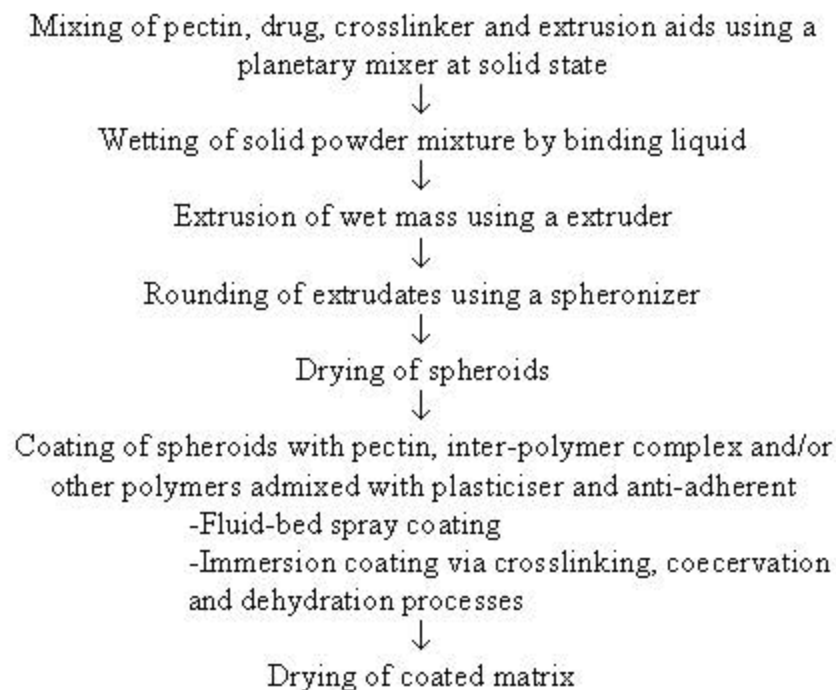 Mixing of pectin, drug, crosslinker and extrusion aids using a
planetary mixer at solid state
↓
Wetting of solid powder mixture by binding liquid
↓
Extrusion of wet mass using a extruder
↓
Rounding of extrudates using a spheronizer
↓
Drying of spheroids
↓
Coating of spheroids with pectin, inter-polymer complex and/or
other polymers admixed with plasticiser and anti-adherent
-Fluid-bed spray coating
-Immersion coating via crosslinking, coecervation
and dehydration processes
↓
Drying of coated matrix